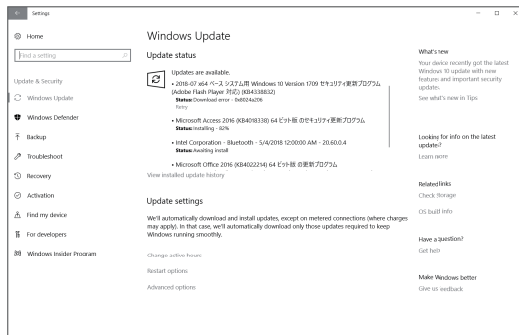 Settings
Home
Find a setting
Update & Security
Windows Update
Windows Defender
Backup
Troubleshoot
Recovery
Activation
Find my device
For developers
Windows Insider Program
Windows Update
Update status
Updates are available.
• 2018-07 x64 ベース システム用 Windows 10 Version 1709 セキュリティ更新プログラム
(Adobe Flash Player 対応) (KB4338832)
Status: Download error - 0x8024a206
Retry
• Microsoft Access 2016 (KB4018338) 64 ビット版 のセキュリティ更新プログラム
Status: Installing - 82%
• Intel Corporation - Bluetooth - 5/4/2018 12:00:00 AM - 20.60.0.4
Status: Awaiting install
• Microsoft Office 2016 (KB4022214) 64 ビット版 の更新プログラム
View installed update history
Update settings
We'll automatically download and install updates, except on metered connections (where charges
may apply). In that case, we'll automatically download only those updates required to keep
Windows running smoothly.
Change active hours
Restart options
Advanced options
What's new
Your device recently got the latest
Windows 10 update with new
features and important security
updates.
See what's new in Tips
Looking for info on the latest
updates?
Learn more
Related links
Check Storage
OS build info
Have a question?
Get help
Make Windows better
Give us feedback